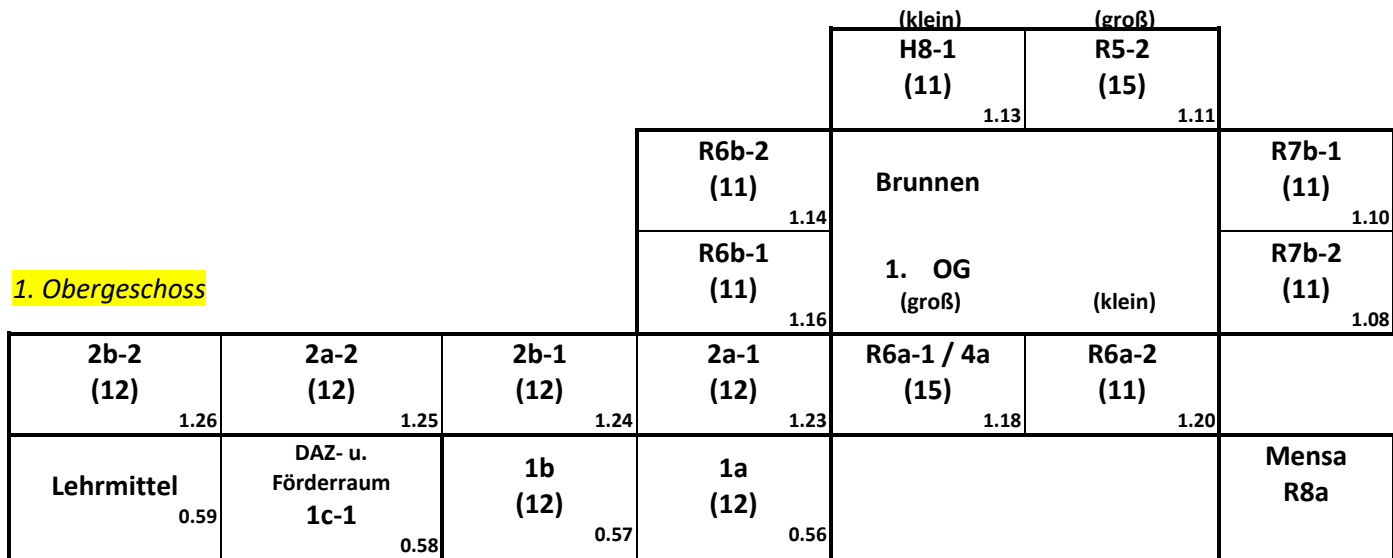 (klein) (groß)
H8-1 R5-2
(11) (15)
1.13 1.11
R6b-2 R7b-1
(11) Brunnen (11)
1.14 1.10
R6b-1 R7b-2
1. Obergeschoss (11) 1. OG (11)
(groß) (klein)
1.16 1.08
2b-2 2a-2 2b-1 2a-1 R6a-1 / 4a R6a-2
(12) (12) (12) (12) (15) (11)
1.26 1.25 1.24 1.23 1.18 1.20
DAZ- u. Mensa
Lehrmittel Förderraum 1b 1a R8a
1c-1 (12) (12)
0.59 0.58 0.57 0.56